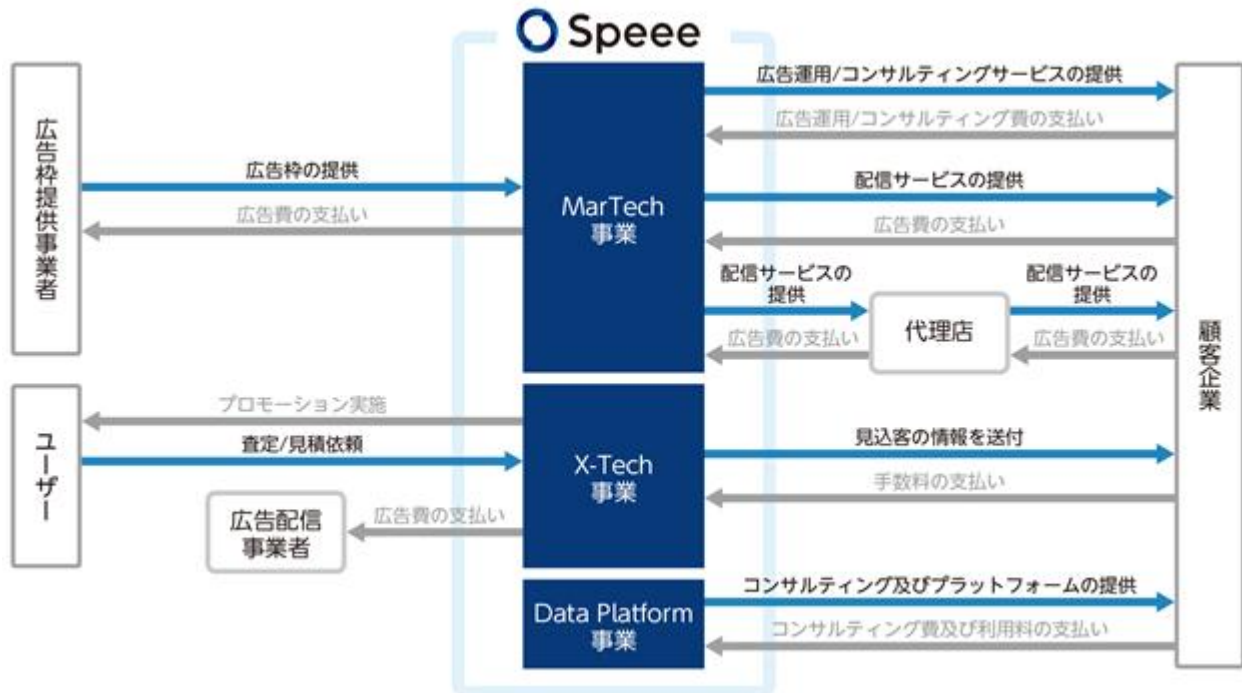 Speee
広告枠提供事業者
広告枠の提供
広告費の支払い
MarTech
事業
広告運用/コンサルティングサービスの提供
広告運用/コンサルティング費の支払い
配信サービスの提供
広告費の支払い
配信サービスの
提供
広告費の支払い
代理店
配信サービスの
提供
広告費の支払い
顧客企業
ユーザー
プロモーション実施
査定/見積依頼
広告配信
事業者
広告費の支払い
X-Tech
事業
見込客の情報を送付
手数料の支払い
Data Platform
事業
コンサルティング及びプラットフォームの提供
コンサルティング費及び利用料の支払い